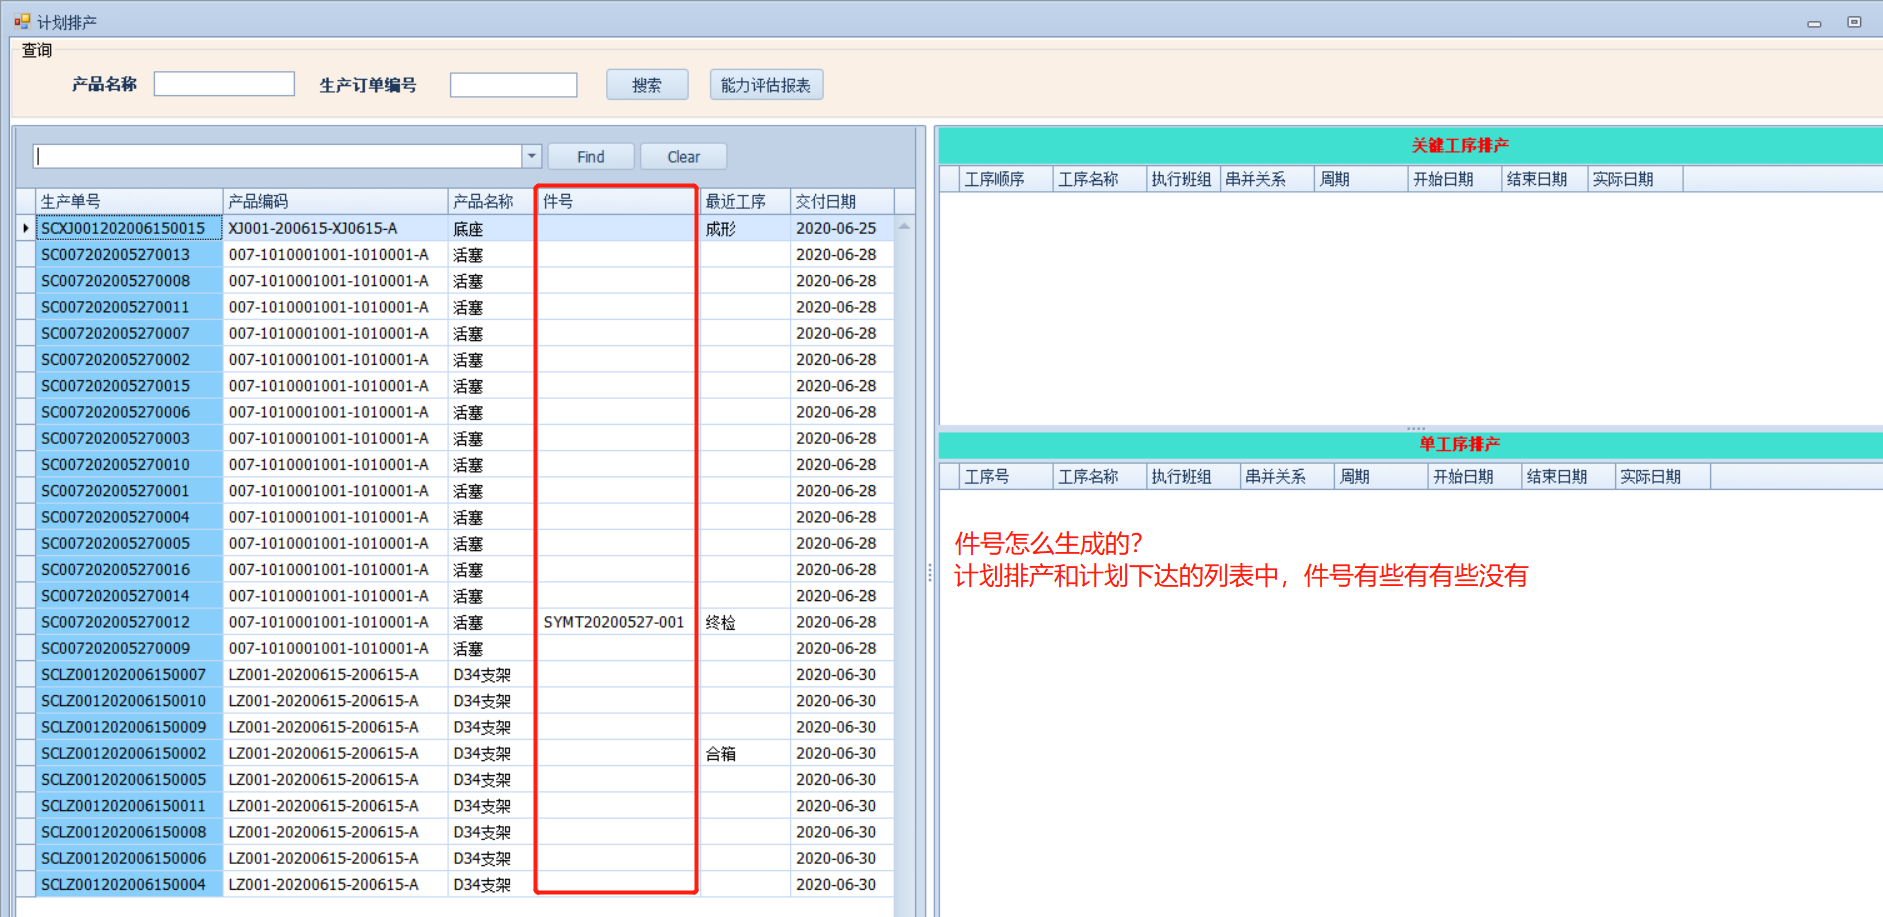 计划排产
查询
产品名称 生产订单编号 搜索 能力评估报表
Find Clear
生产单号 产品编码 产品名称 件号 最近工序 交付日期
SCXJ001202006150015 XJ001-200615-XJ0615-A 底座 成形 2020-06-25
SC007202005270013 007-1010001001-1010001-A 活塞 2020-06-28
SC007202005270008 007-1010001001-1010001-A 活塞 2020-06-28
SC007202005270011 007-1010001001-1010001-A 活塞 2020-06-28
SC007202005270007 007-1010001001-1010001-A 活塞 2020-06-28
SC007202005270002 007-1010001001-1010001-A 活塞 2020-06-28
SC007202005270015 007-1010001001-1010001-A 活塞 2020-06-28
SC007202005270006 007-1010001001-1010001-A 活塞 2020-06-28
SC007202005270003 007-1010001001-1010001-A 活塞 2020-06-28
SC007202005270010 007-1010001001-1010001-A 活塞 2020-06-28
SC007202005270001 007-1010001001-1010001-A 活塞 2020-06-28
SC007202005270004 007-1010001001-1010001-A 活塞 2020-06-28
SC007202005270005 007-1010001001-1010001-A 活塞 2020-06-28
SC007202005270016 007-1010001001-1010001-A 活塞 2020-06-28
SC007202005270014 007-1010001001-1010001-A 活塞 2020-06-28
SC007202005270012 007-1010001001-1010001-A 活塞 SYMT20200527-001 终检 2020-06-28
SC007202005270009 007-1010001001-1010001-A 活塞 2020-06-28
SCLZ001202006150007 LZ001-20200615-200615-A D34支架 2020-06-30
SCLZ001202006150010 LZ001-20200615-200615-A D34支架 2020-06-30
SCLZ001202006150009 LZ001-20200615-200615-A D34支架 2020-06-30
SCLZ001202006150002 LZ001-20200615-200615-A D34支架 合箱 2020-06-30
SCLZ001202006150005 LZ001-20200615-200615-A D34支架 2020-06-30
SCLZ001202006150011 LZ001-20200615-200615-A D34支架 2020-06-30
SCLZ001202006150008 LZ001-20200615-200615-A D34支架 2020-06-30
SCLZ001202006150006 LZ001-20200615-200615-A D34支架 2020-06-30
SCLZ001202006150004 LZ001-20200615-200615-A D34支架 2020-06-30
关键工序排产
工序顺序 工序名称 执行班组 串并关系 周期 开始日期 结束日期 实际日期
单工序排产
工序号 工序名称 执行班组 串并关系 周期 开始日期 结束日期 实际日期
件号怎么生成的？
计划排产和计划下达的列表中，件号有些有有些没有